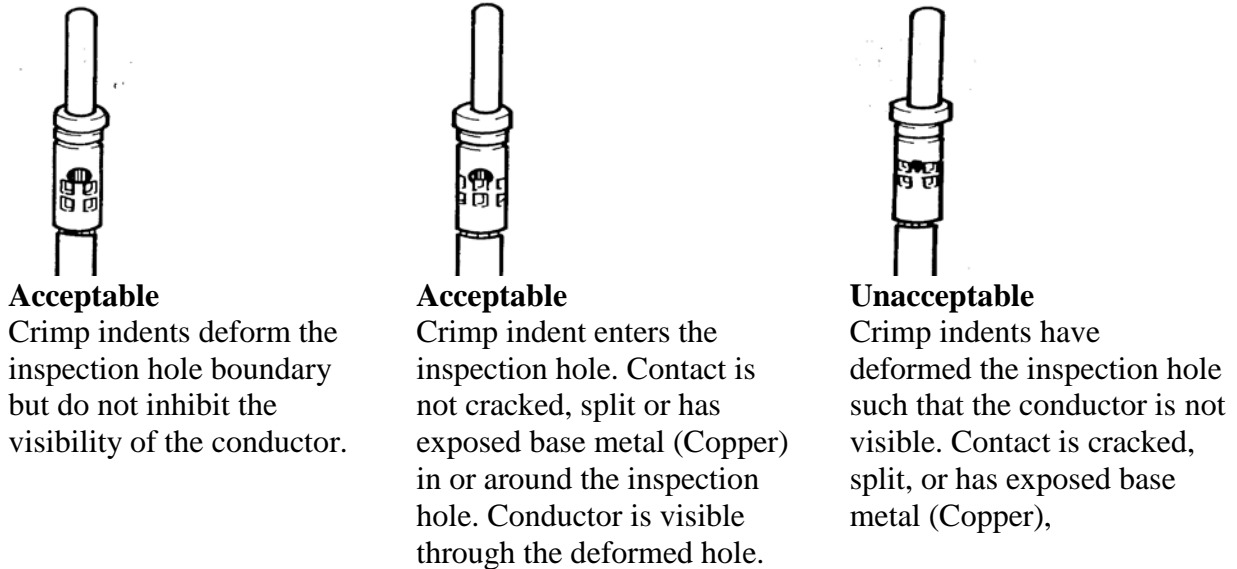 Acceptable
Crimp indents deform the
inspection hole boundary
but do not inhibit the
visibility of the conductor.
Acceptable
Crimp indent enters the
inspection hole. Contact is
not cracked, split or has
exposed base metal (Copper)
in or around the inspection
hole. Conductor is visible
through the deformed hole.
Unacceptable
Crimp indents have
deformed the inspection hole
such that the conductor is not
visible. Contact is cracked,
split, or has exposed base
metal (Copper),